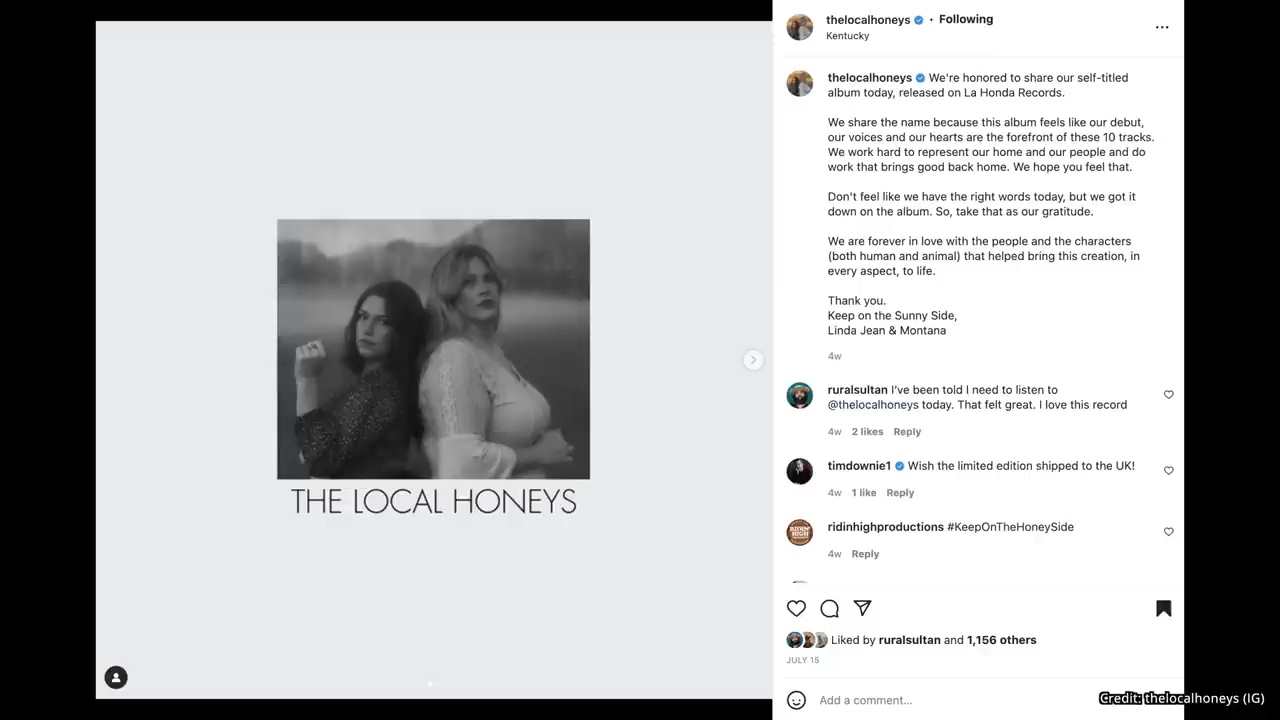 THE LOCAL HONEYS
thelocalhoneys • Following
Kentucky
thelocalhoneys We're honored to share our self-titled
album today, released on La Honda Records.
We share the name because this album feels like our debut,
our voices and our hearts are the forefront of these 10 tracks.
We work hard to represent our home and our people and do
work that brings good back home. We hope you feel that.
Don't feel like we have the right words today, but we got it
down on the album. So, take that as our gratitude.
We are forever in love with the people and the characters
(both human and animal) that helped bring this creation, in
every aspect, to life.
Thank you.
Keep on the Sunny Side,
Linda Jean & Montana
4w
ruralsultan I've been told I need to listen to
@thelocalhoneys today. That felt great. I love this record
4w 2 likes Reply
timdownie1 Wish the limited edition shipped to the UK!
4w 1 like Reply
RIDIN' HIGH
ridinhighproductions #KeepOnTheHoneySide
4w Reply
Liked by ruralsultan and 1,156 others
JULY 15
Add a comment...
Credit: thelocalhoneys (IG)